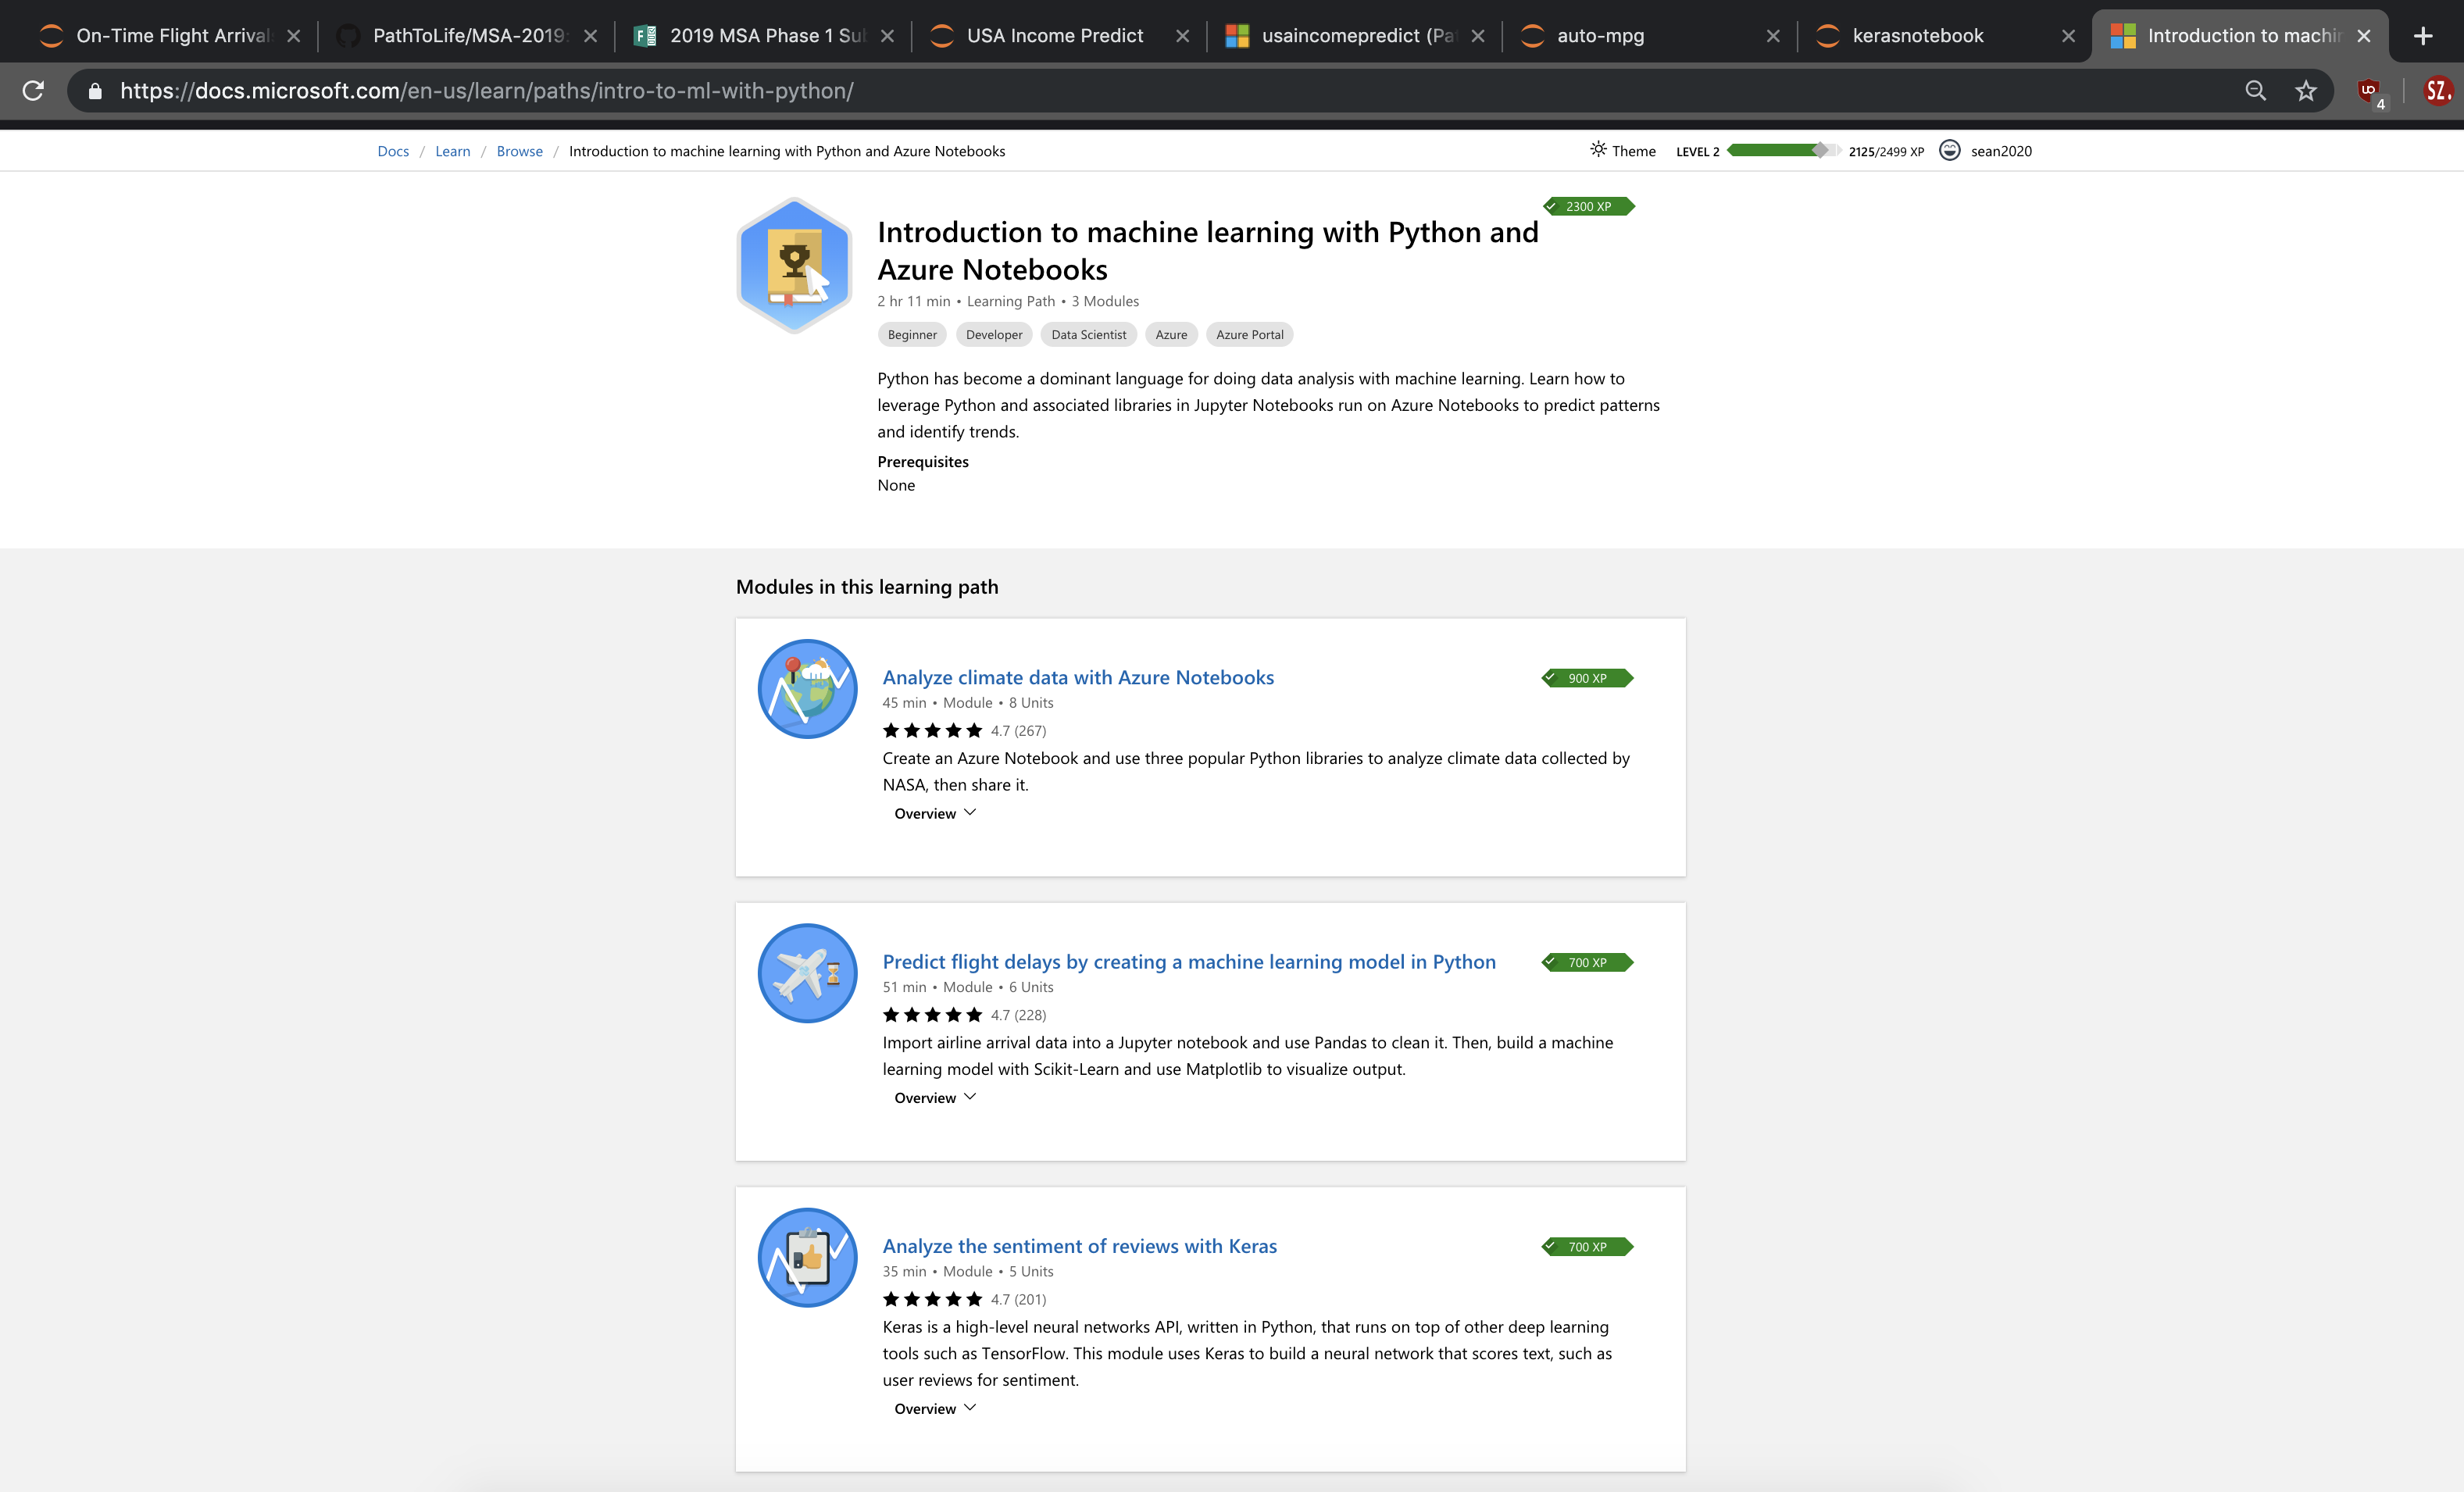 On-Time Flight Arrival
PathToLife/MSA-2019
2019 MSA Phase 1 Su
USA Income Predict
usaincomepredict (Pa
auto-mpg
kerasnotebook
Introduction to machin
https://docs.microsoft.com/en-us/learn/paths/intro-to-ml-with-python/
4
SZ.
Docs / Learn / Browse / Introduction to machine learning with Python and Azure Notebooks
Theme
LEVEL 2
2125/2499 XP
sean2020
2300 XP
Introduction to machine learning with Python and
Azure Notebooks
2 hr 11 min • Learning Path • 3 Modules
Beginner
Developer
Data Scientist
Azure
Azure Portal
Python has become a dominant language for doing data analysis with machine learning. Learn how to
leverage Python and associated libraries in Jupyter Notebooks run on Azure Notebooks to predict patterns
and identify trends.
Prerequisites
None
Modules in this learning path
Analyze climate data with Azure Notebooks
900 XP
45 min • Module • 8 Units
4.7 (267)
Create an Azure Notebook and use three popular Python libraries to analyze climate data collected by
NASA, then share it.
Overview
Predict flight delays by creating a machine learning model in Python
700 XP
51 min • Module • 6 Units
4.7 (228)
Import airline arrival data into a Jupyter notebook and use Pandas to clean it. Then, build a machine
learning model with Scikit-Learn and use Matplotlib to visualize output.
Overview
Analyze the sentiment of reviews with Keras
700 XP
35 min • Module • 5 Units
4.7 (201)
Keras is a high-level neural networks API, written in Python, that runs on top of other deep learning
tools such as TensorFlow. This module uses Keras to build a neural network that scores text, such as
user reviews for sentiment.
Overview